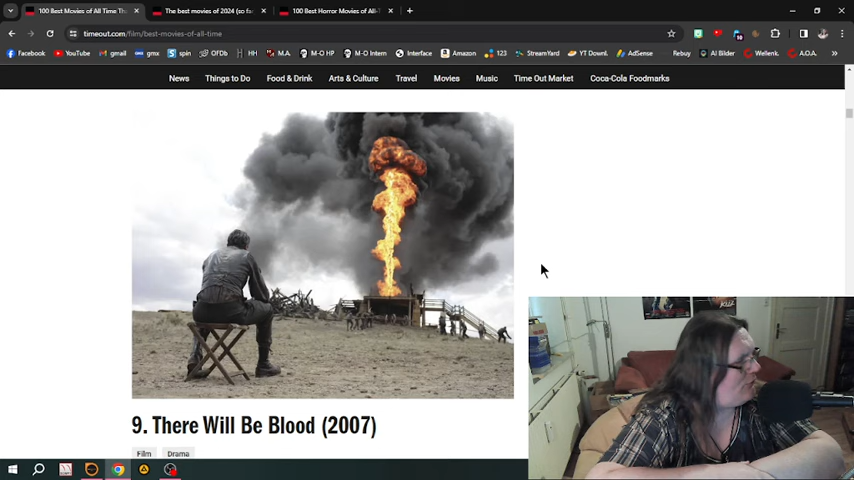 100 Best Movies of All Time Th
The best movies of 2024 (so far
100 Best Horror Movies of All-T
timeout.com/film/best-movies-of-all-time
Facebook YouTube gmail gmx spin OFDb HH M.A. M-O HP M-O Intern Interface Amazon 123 StreamYard YT Downl. AdSense Rebuy AI Bilder Wellenk. A.O.A.
News Things to Do Food & Drink Arts & Culture Travel Movies Music Time Out Market Coca-Cola Foodmarks
9. There Will Be Blood (2007)
Film Drama